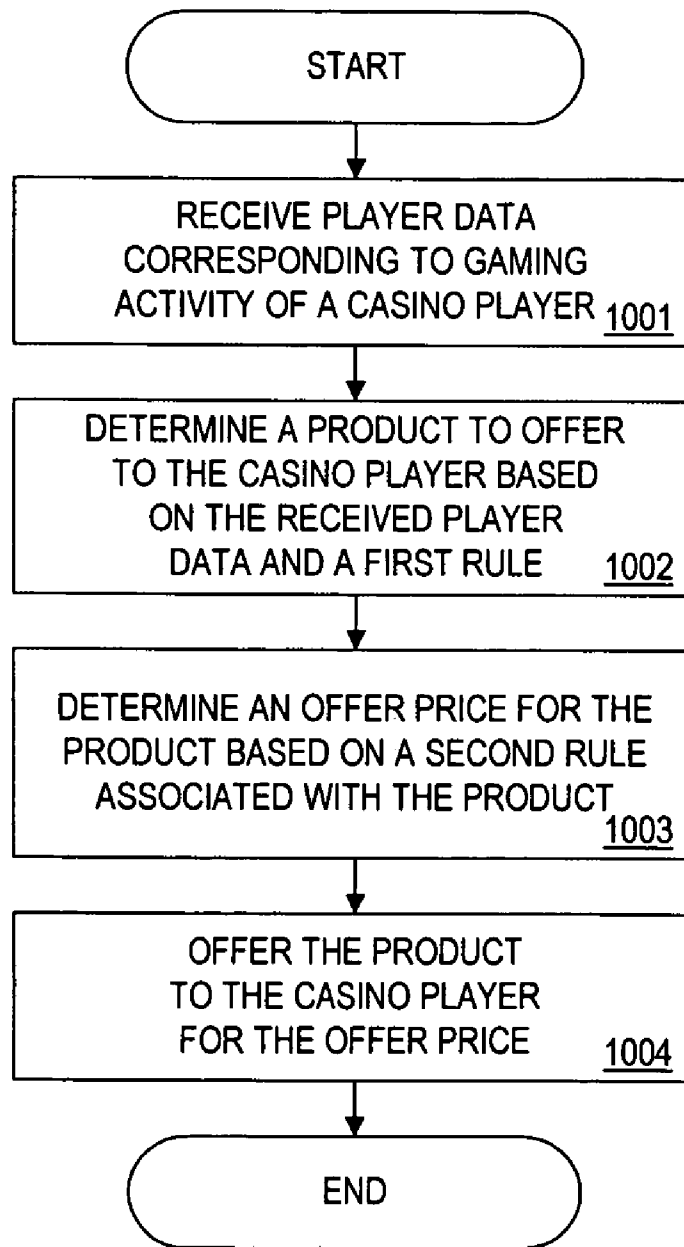 START
RECEIVE PLAYER DATA
CORRESPONDING TO GAMING
ACTIVITY OF A CASINO PLAYER
1001
DETERMINE A PRODUCT TO OFFER
TO THE CASINO PLAYER BASED
ON THE RECEIVED PLAYER
DATA AND A FIRST RULE
1002
DETERMINE AN OFFER PRICE FOR THE
PRODUCT BASED ON A SECOND RULE
ASSOCIATED WITH THE PRODUCT
1003
OFFER THE PRODUCT
TO THE CASINO PLAYER
FOR THE OFFER PRICE
1004
END